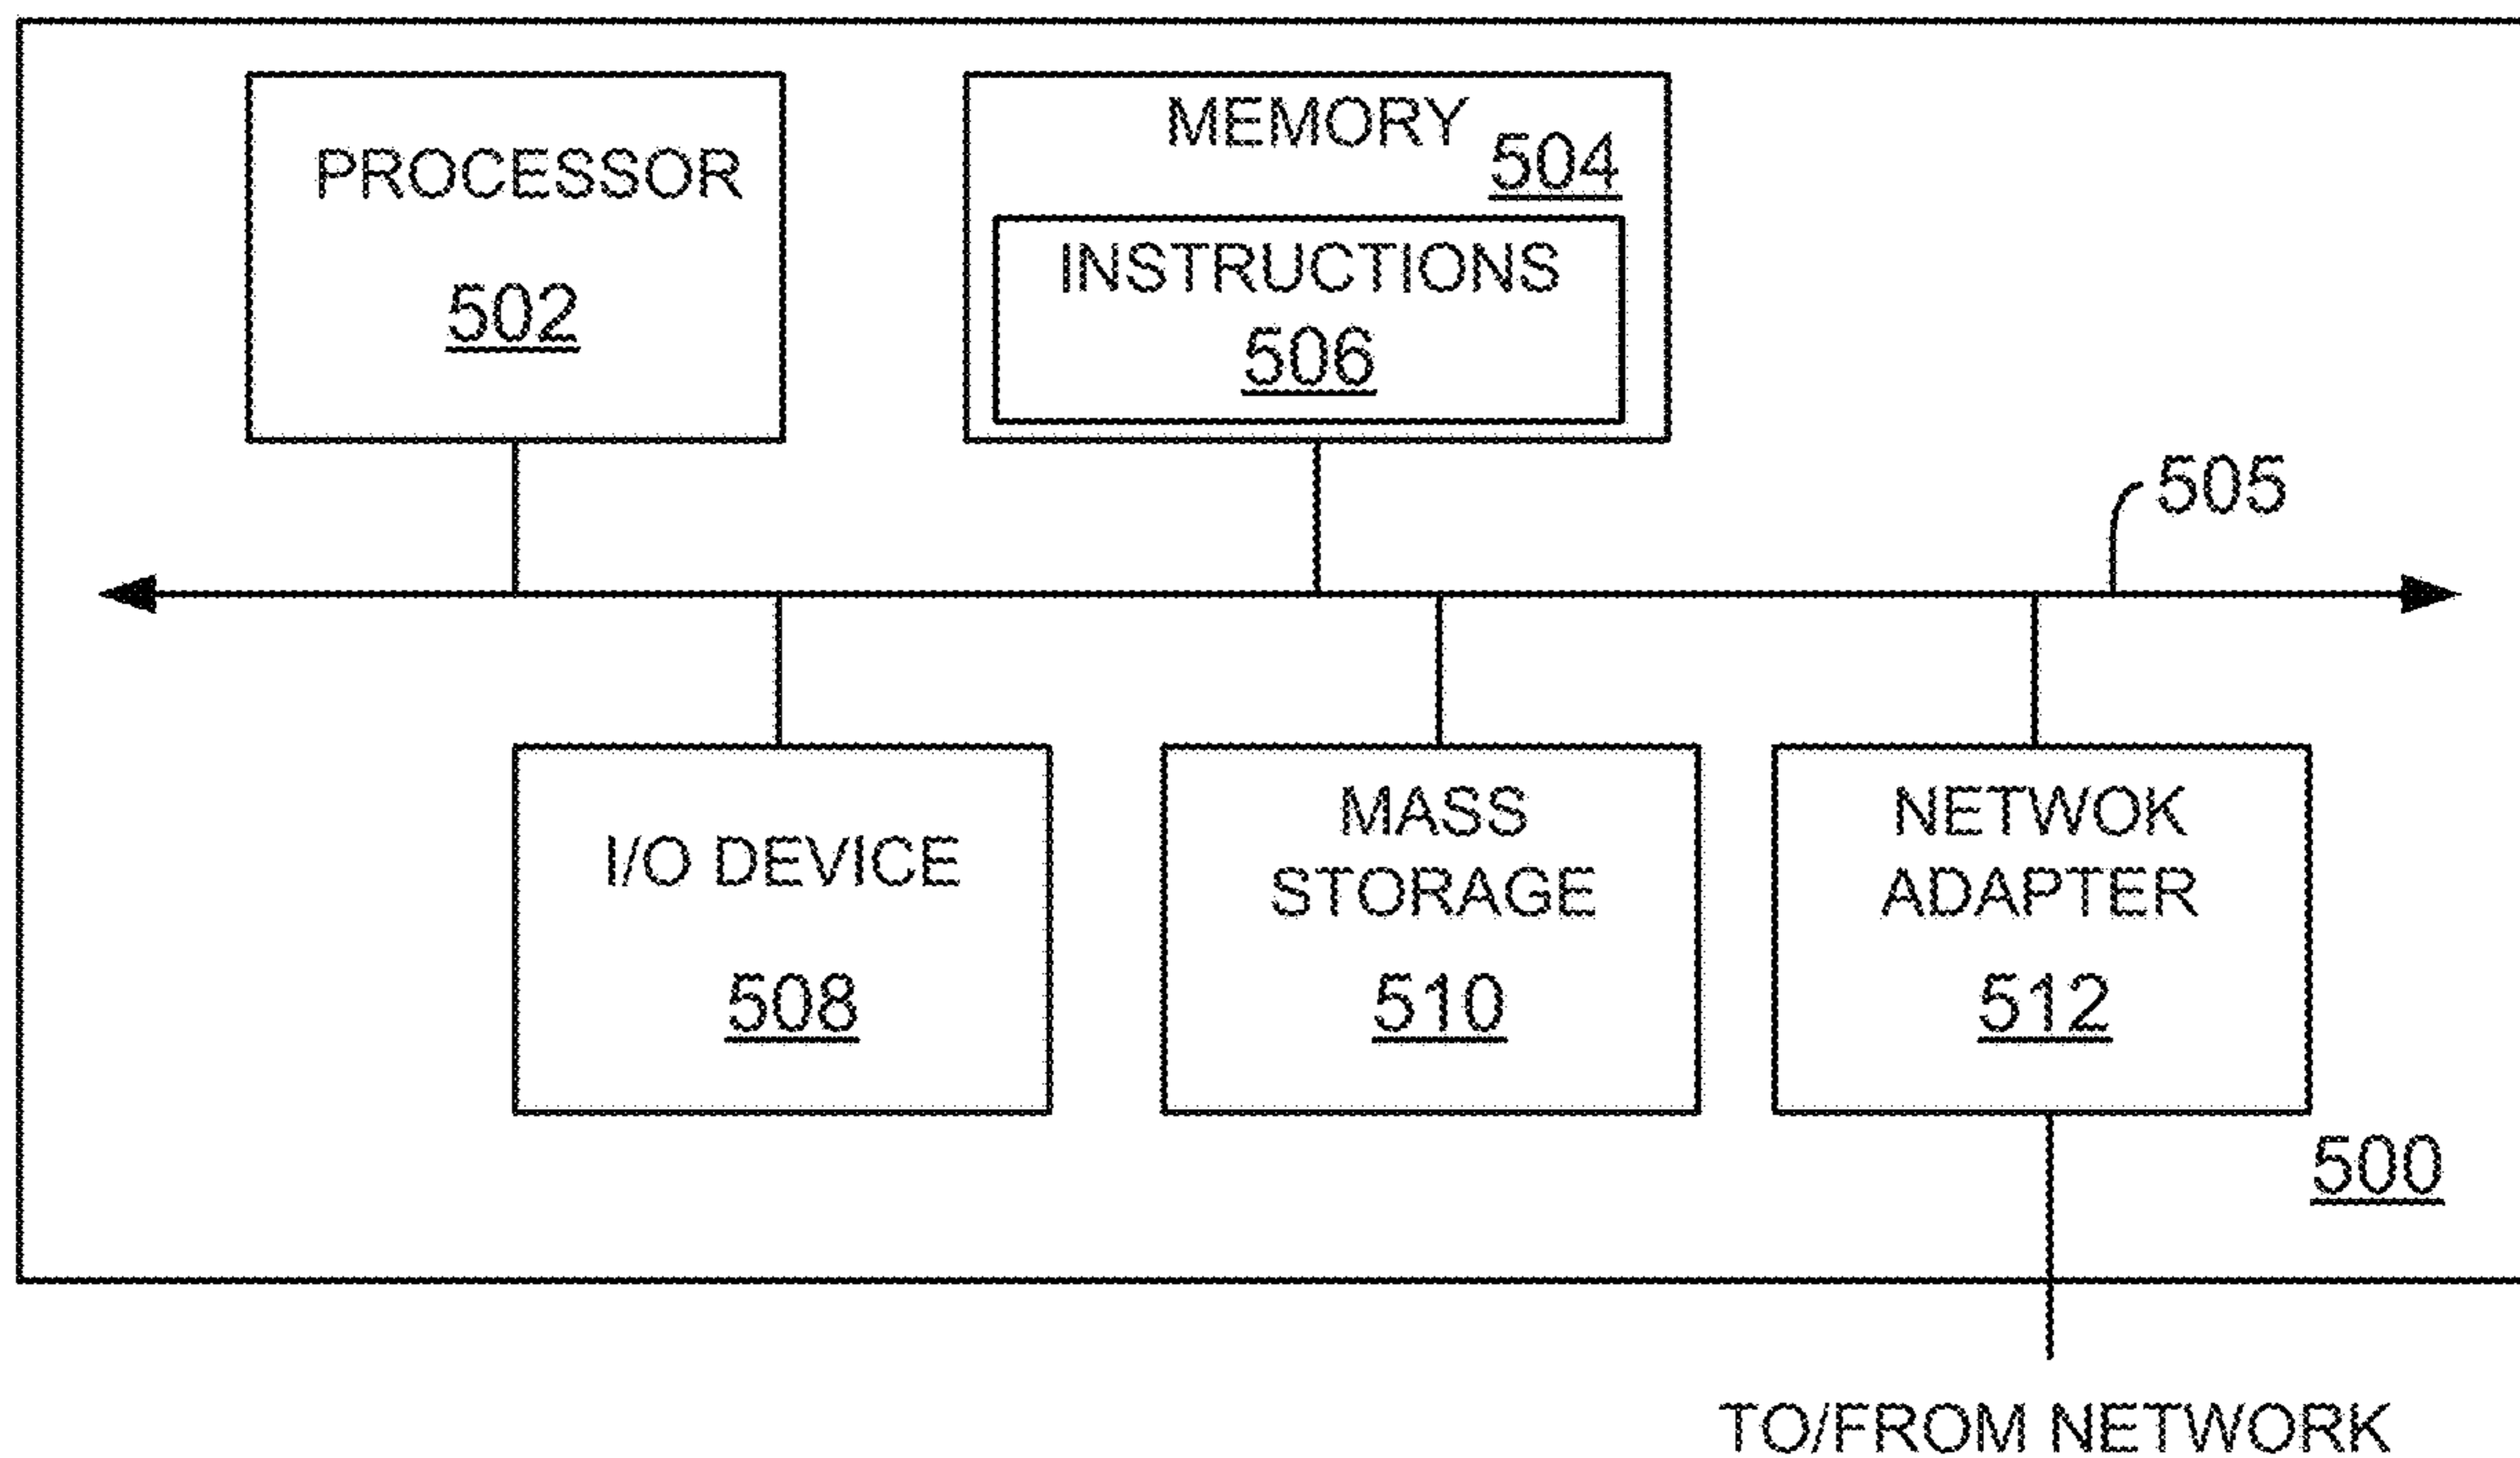 PROCESSOR
502
MEMORY
504
INSTRUCTIONS
506
505
I/O DEVICE
508
MASS
STORAGE
510
NETWOK
ADAPTER
512
500
TO/FROM NETWORK